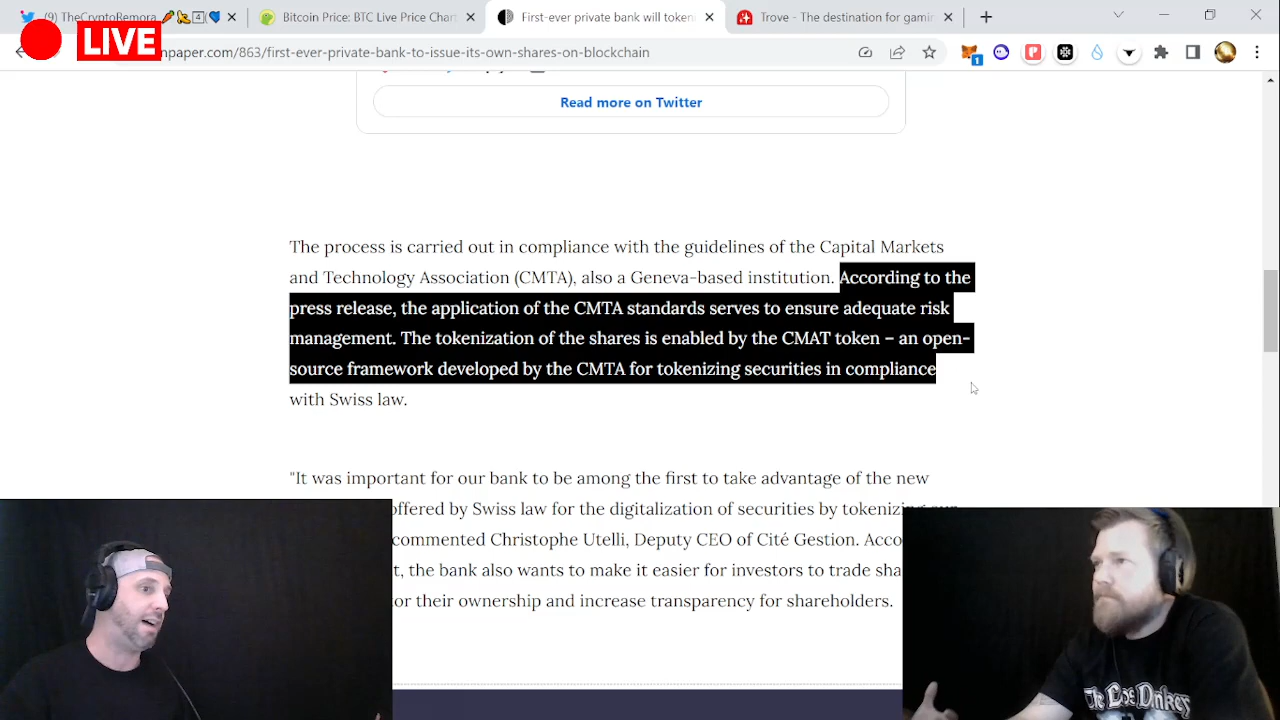 (9) TheCryptoRemora
Bitcoin Price: BTC Live Price Char
First-ever private bank will token
Trove - The destination for gamin
LIVE
npaper.com/863/first-ever-private-bank-to-issue-its-own-shares-on-blockchain
1
Read more on Twitter
The process is carried out in compliance with the guidelines of the Capital Markets
and Technology Association (CMTA), also a Geneva-based institution. According to the
press release, the application of the CMTA standards serves to ensure adequate risk
management. The tokenization of the shares is enabled by the CMAT token – an open-
source framework developed by the CMTA for tokenizing securities in compliance
with Swiss law.
"It was important for our bank to be among the first to take advantage of the new
offered by Swiss law for the digitalization of securities by tokenizing
commented Christophe Utelli, Deputy CEO of Cité Gestion. Acco
t, the bank also wants to make it easier for investors to trade sha
or their ownership and increase transparency for shareholders.